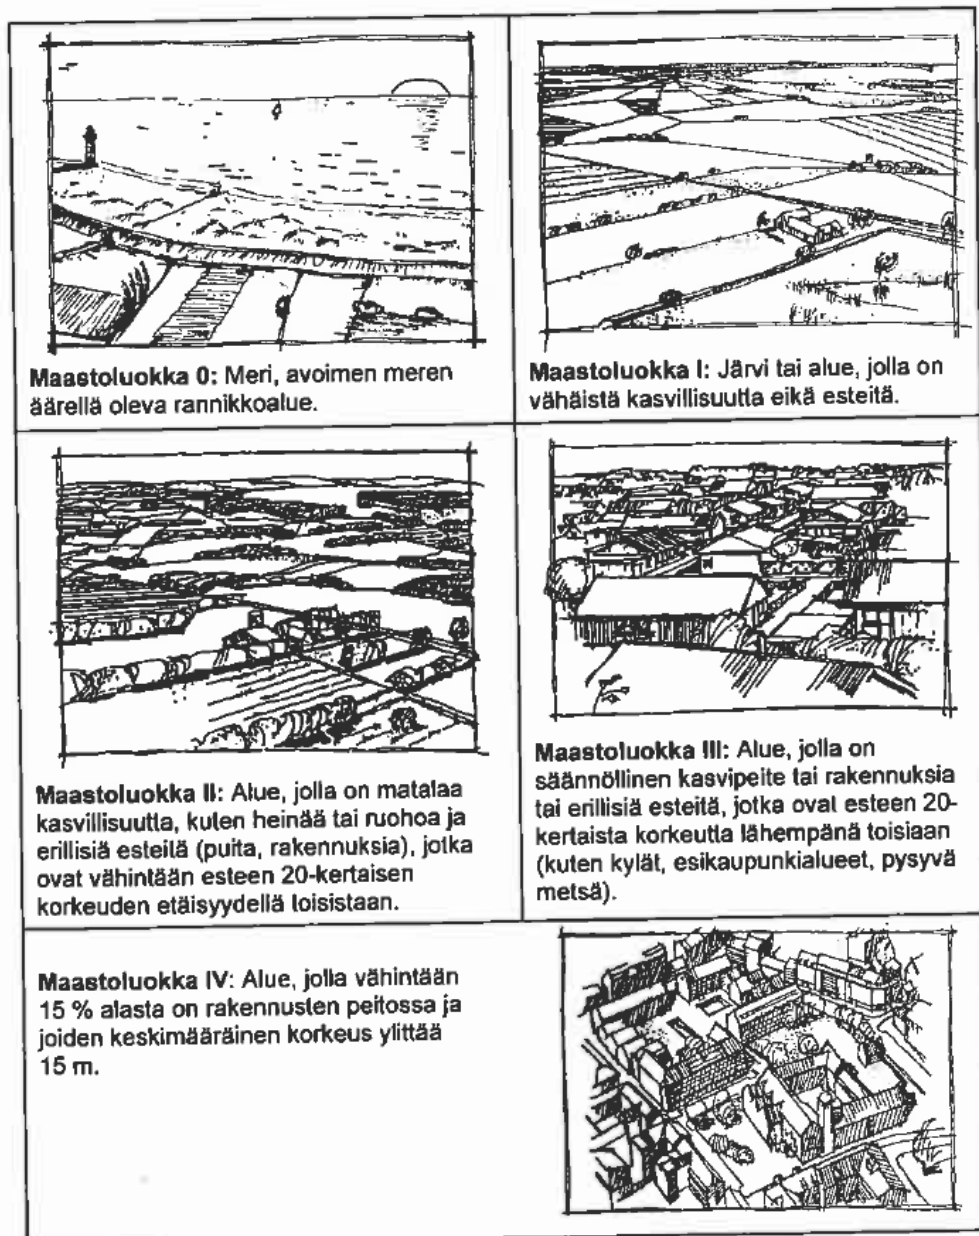 Maastoluokka 0: Meri, avoimen meren
äärellä oleva rannikkoalue.
Maastoluokka I: Järvi tai alue, jolla on
vähäistä kasvillisuutta eikä esteitä.
Maastoluokka II: Alue, jolla on matalaa
kasvillisuutta, kuten heinää tai ruohoa ja
erillisiä esteitä (puita, rakennuksia), jotka
ovat vähintään esteen 20-kertaisen
korkeuden etäisyydellä toisistaan.
Maastoluokka III: Alue, jolla on
säännöllinen kasvipeite tai rakennuksia
tai erillisiä esteitä, jotka ovat esteen 20-
kertaista korkeutta lähempänä toisiaan
(kuten kylät, esikaupunkialueet, pysyvä
metsä).
Maastoluokka IV: Alue, jolla vähintään
15 % alasta on rakennusten peitossa ja
joiden keskimääräinen korkeus ylittää
15 m.